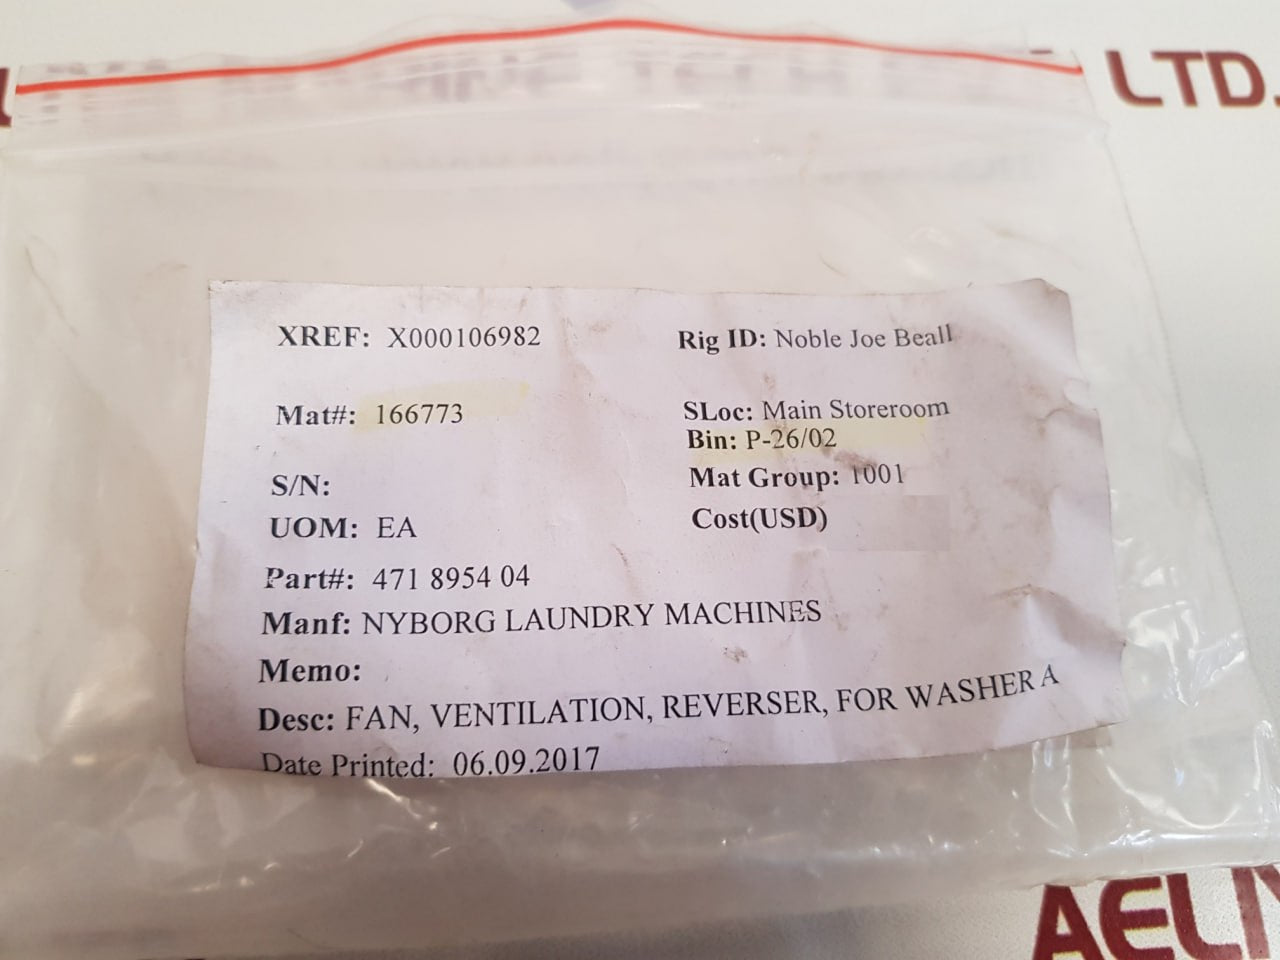 LTD.
XREF: X000106982
Rig ID: Noble Joe Beall
Mat#: 166773
SLoc: Main Storeroom
Bin: P-26/02
S/N:
Mat Group: 1001
UOM: EA
Cost(USD)
Part#: 471 8954 04
Manf: NYBORG LAUNDRY MACHINES
Memo:
Desc: FAN, VENTILATION, REVERSER, FOR WASHER A
Date Printed: 06.09.2017